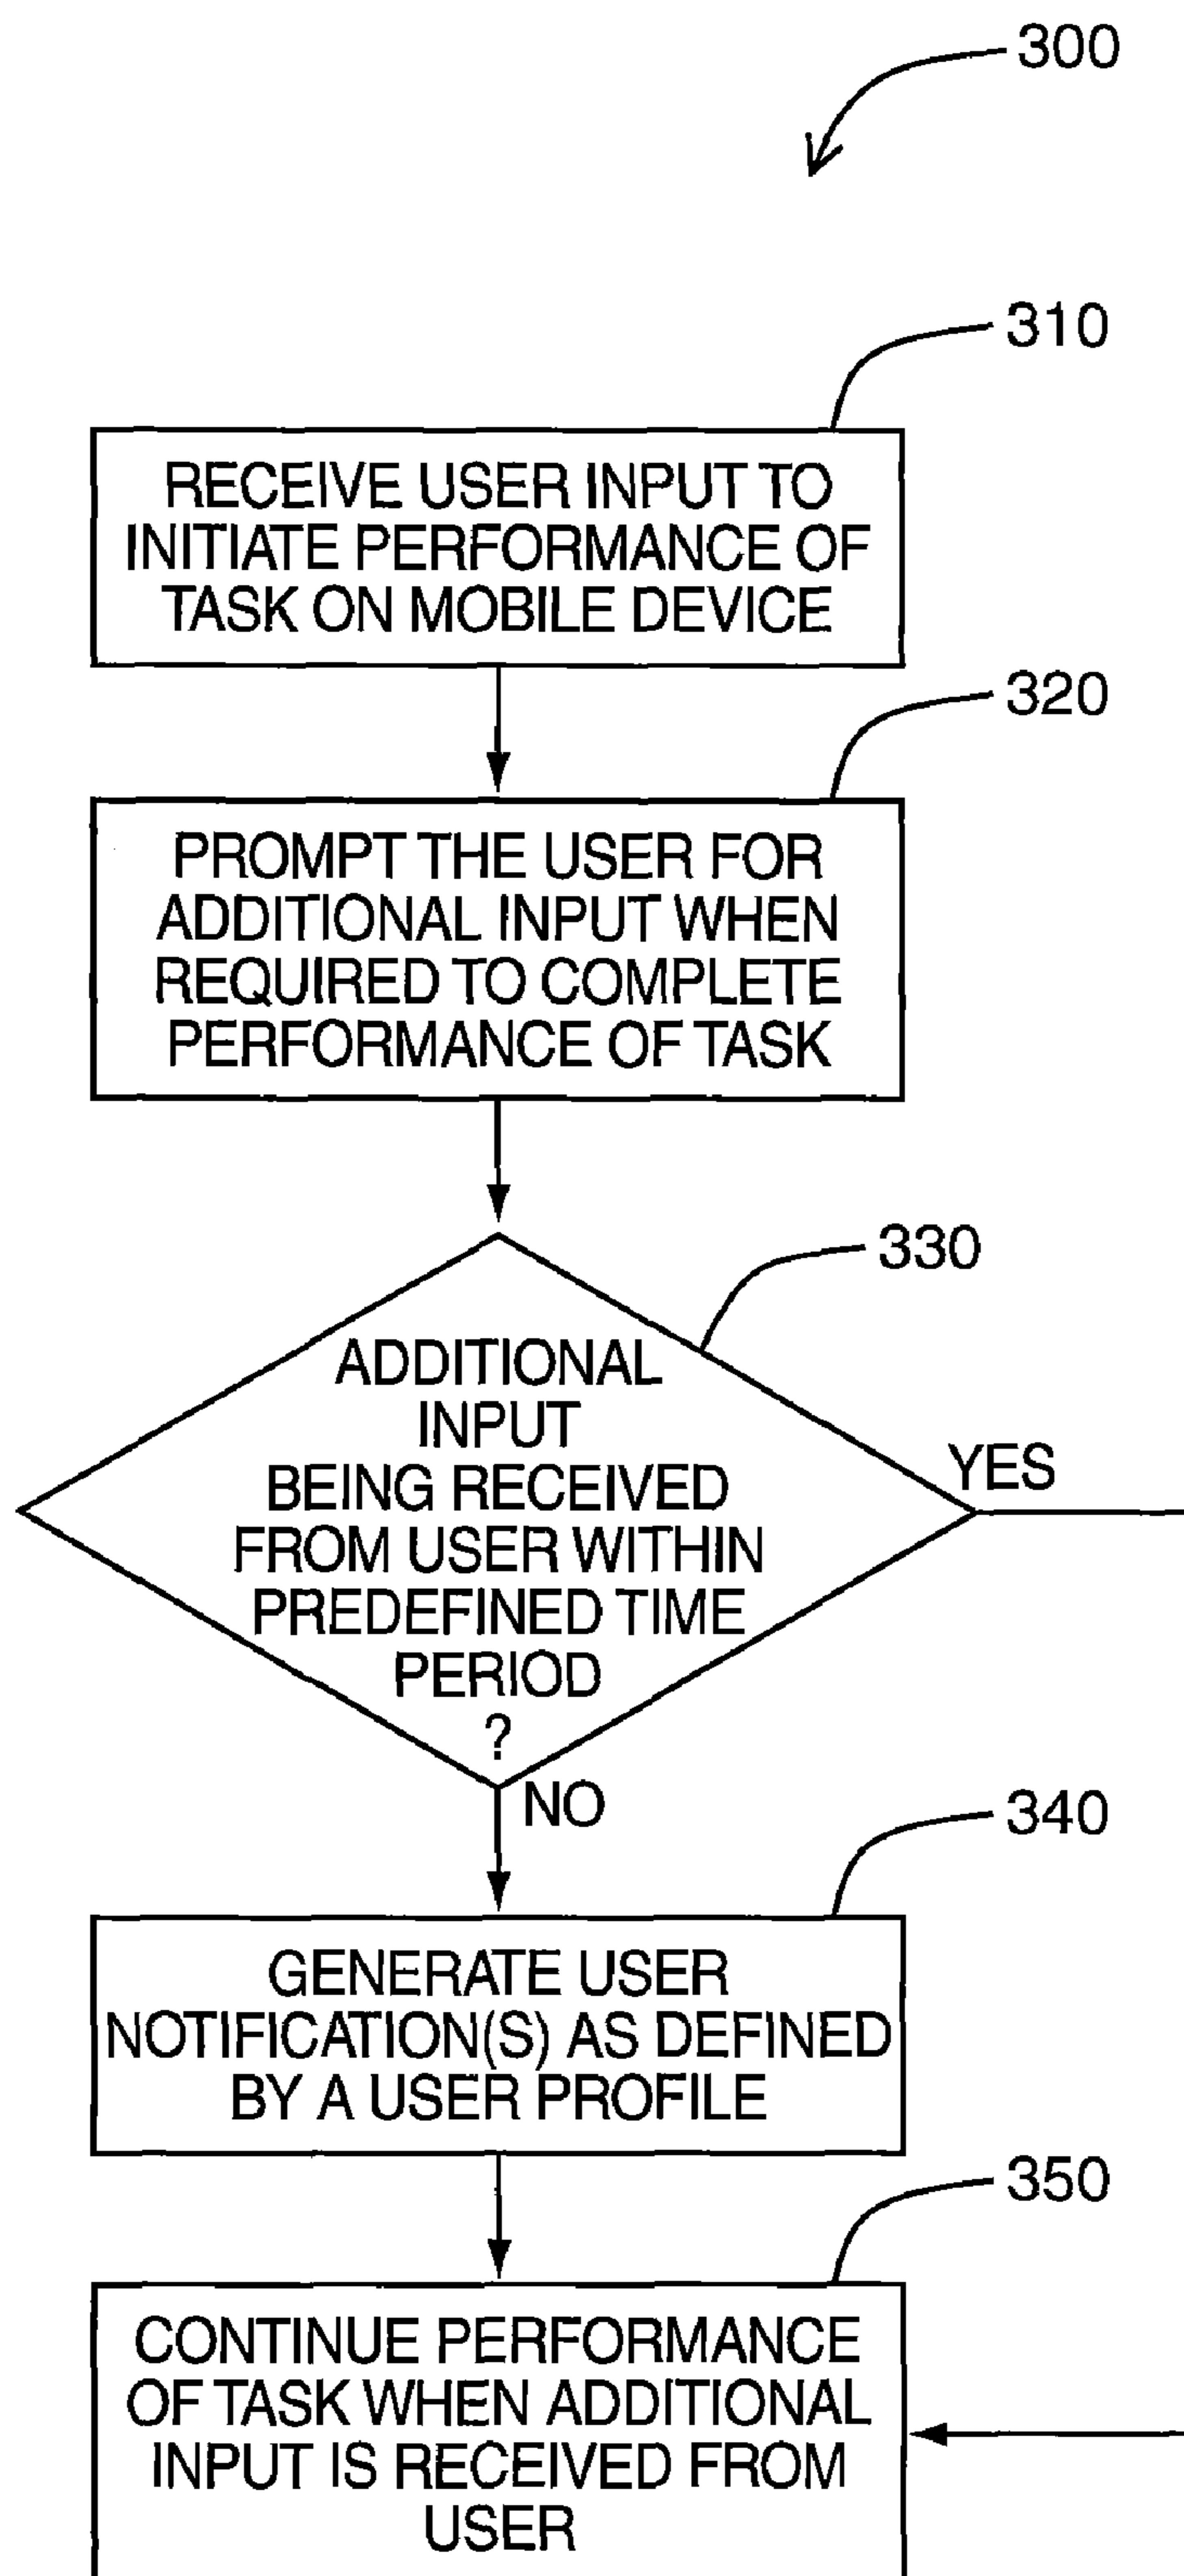 300
310
RECEIVE USER INPUT TO
INITIATE PERFORMANCE OF
TASK ON MOBILE DEVICE
320
PROMPT THE USER FOR
ADDITIONAL INPUT WHEN
REQUIRED TO COMPLETE
PERFORMANCE OF TASK
330
ADDITIONAL
INPUT
BEING RECEIVED
FROM USER WITHIN
PREDEFINED TIME
PERIOD
?
YES
NO
340
GENERATE USER
NOTIFICATION(S) AS DEFINED
BY A USER PROFILE
350
CONTINUE PERFORMANCE
OF TASK WHEN ADDITIONAL
INPUT IS RECEIVED FROM
USER